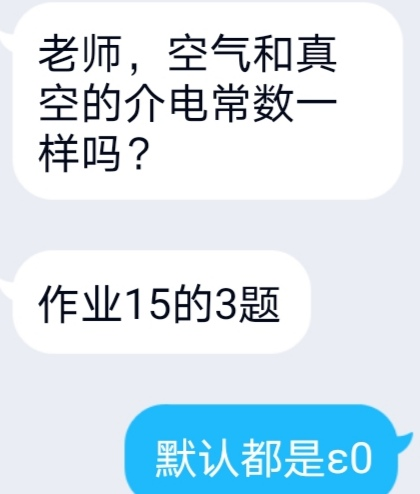 老师，空气和真
空的介电常数一
样吗？
作业15的3题
默认都是ε0